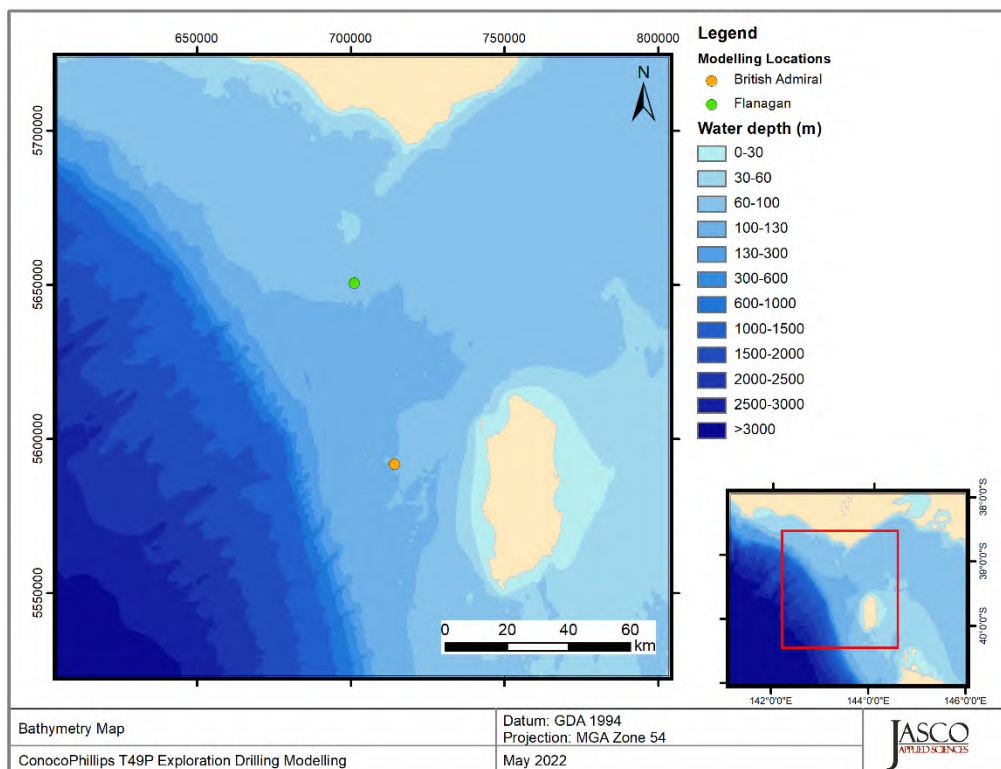 650000 700000 750000 800000
5700000
5650000
5600000
5550000
N
0 20 40 60
km
Legend
Modelling Locations
British Admiral
Flanagan
Water depth (m)
0-30
30-60
60-100
100-130
130-300
300-600
600-1000
1000-1500
1500-2000
2000-2500
2500-3000
>3000
38°0'0"S
39°0'0"S
40°0'0"S
142°0'0"E 144°0'0"E 146°0'0"E
Bathymetry Map
Datum: GDA 1994
Projection: MGA Zone 54
ConocoPhillips T49P Exploration Drilling Modelling
May 2022
JASCO
APPLIED SCIENCES